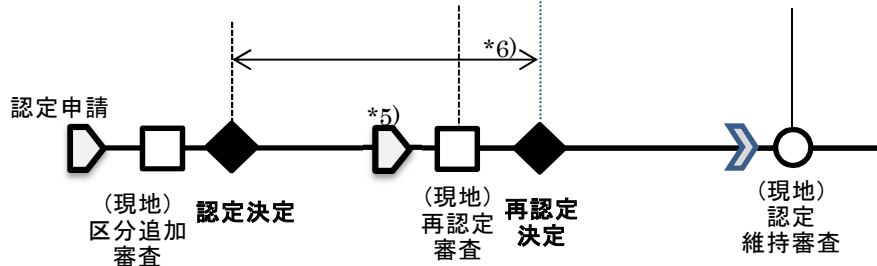 *6)
認定申請
*5)
（現地）
区分追加
審査
認定決定
（現地）
再認定
審査
再認定
決定
（現地）
認定
維持審査